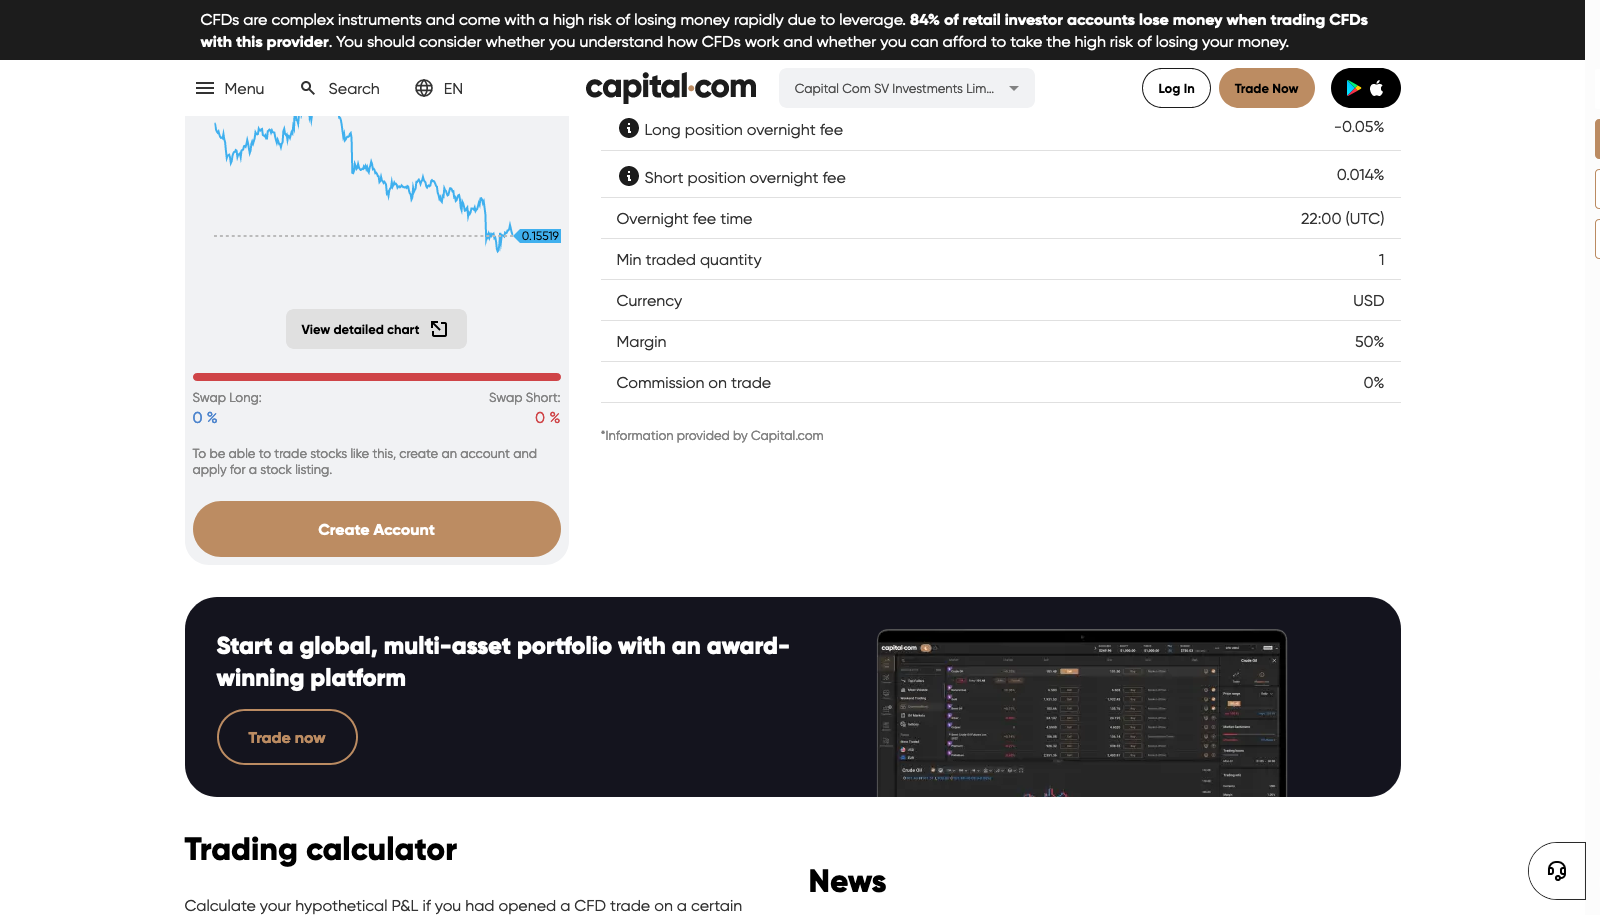 CFDs are complex instruments and come with a high risk of losing money rapidly due to leverage. 84% of retail investor accounts lose money when trading CFDs
with this provider. You should consider whether you understand how CFDs work and whether you can afford to take the high risk of losing your money.
Menu
Search
EN
capital.com
Capital Com SV Investments Lim...
Log In
Trade Now
0.15519
View detailed chart
Swap Long:
Swap Short:
0 %
0 %
To be able to trade stocks like this, create an account and
apply for a stock listing.
Create Account
Long position overnight fee
-0.05%
Short position overnight fee
0.014%
Overnight fee time
22:00 (UTC)
Min traded quantity
1
Currency
USD
Margin
50%
Commission on trade
0%
*Information provided by Capital.com
Start a global, multi-asset portfolio with an award-
winning platform
Trade now
capital.com
Crude Oil
Crude Oil
Trading calculator
News
Calculate your hypothetical P&L if you had opened a CFD trade on a certain